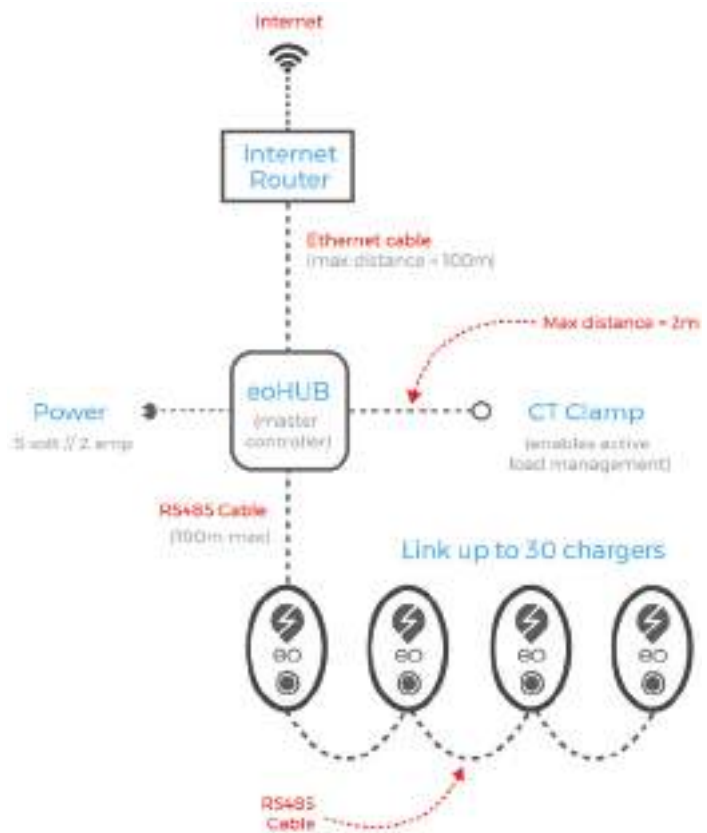 Internet
Internet
Router
Ethernet cable
(max distance = 100m)
Max distance = 2m
eoHUB
(master
controller)
Power
5 volt // 2 amp
CT Clamp
(enables active
load management)
RS485 Cable
(100m max)
Link up to 30 chargers
eo
eo
eo
eo
RS485
Cable